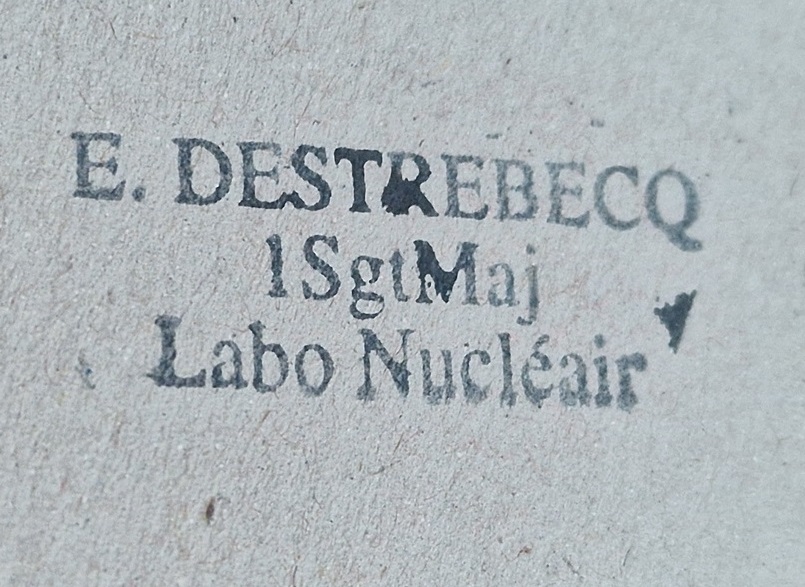 E. DESTREBECQ
1SgtMaj
Labo Nucléair